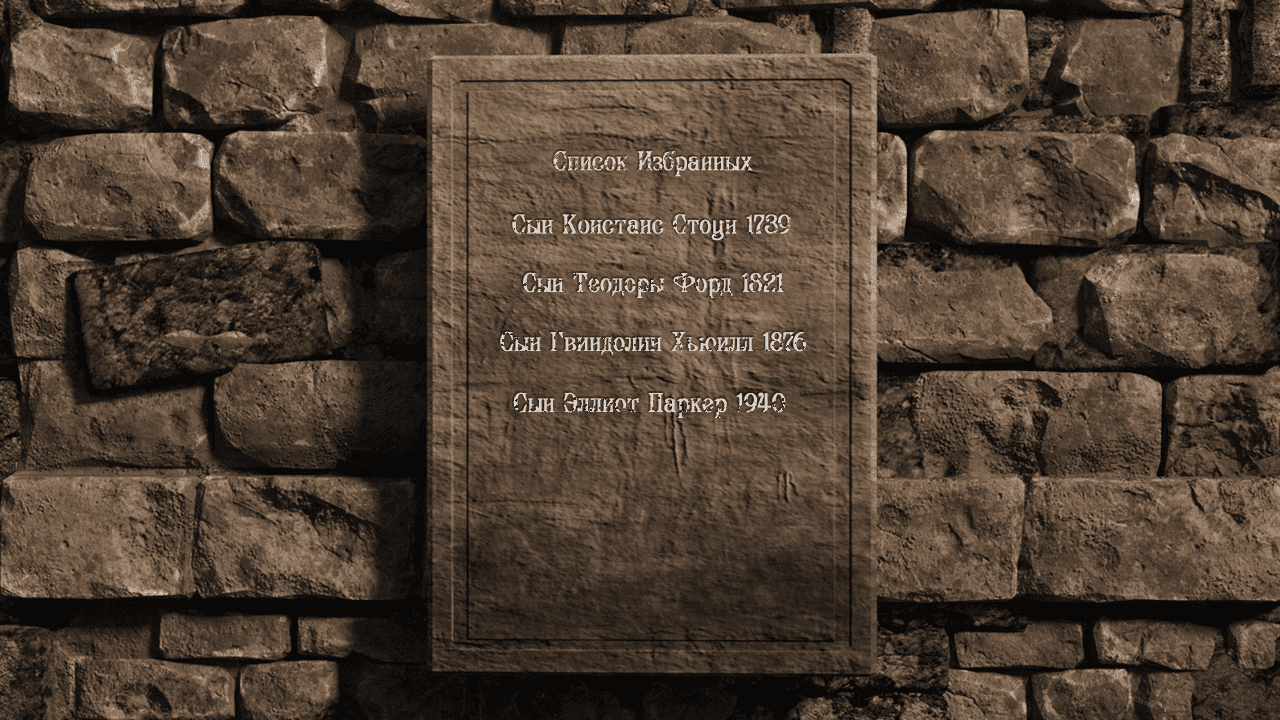 Список Избранных
Сын Констанс Стоун 1789
Сын Теодоры Форд 1821
Сын Гвиндолин Хьюилл 1876
Сын Эллиот Паркер 1940